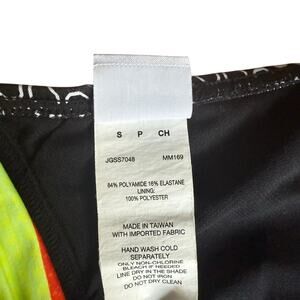 S P CH
JGSS7048 MM169
84% POLYAMIDE 16% ELASTANE
LINING:
100% POLYESTER
MADE IN TAIWAN
WITH IMPORTED FABRIC
HAND WASH COLD
SEPARATELY
ONLY NON-CHLORINE
BLEACH IF NEEDED
LINE DRY IN THE SHADE
DO NOT IRON
DO NOT DRY CLEAN